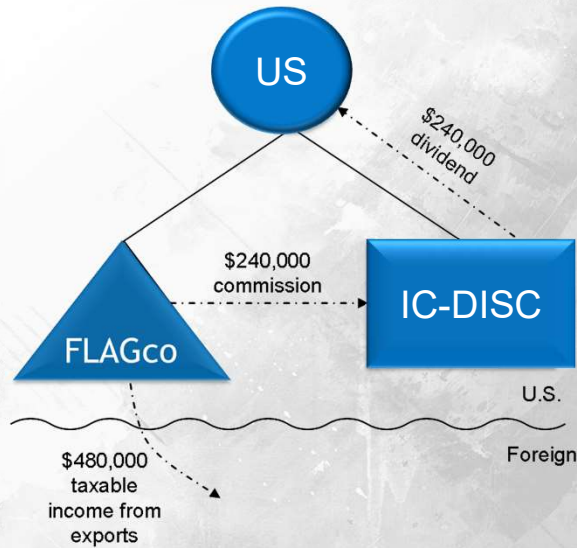 US
$240,000
dividend
$240,000
commission
FLAGco
IC-DISC
U.S.
Foreign
$480,000
taxable
income from
exports